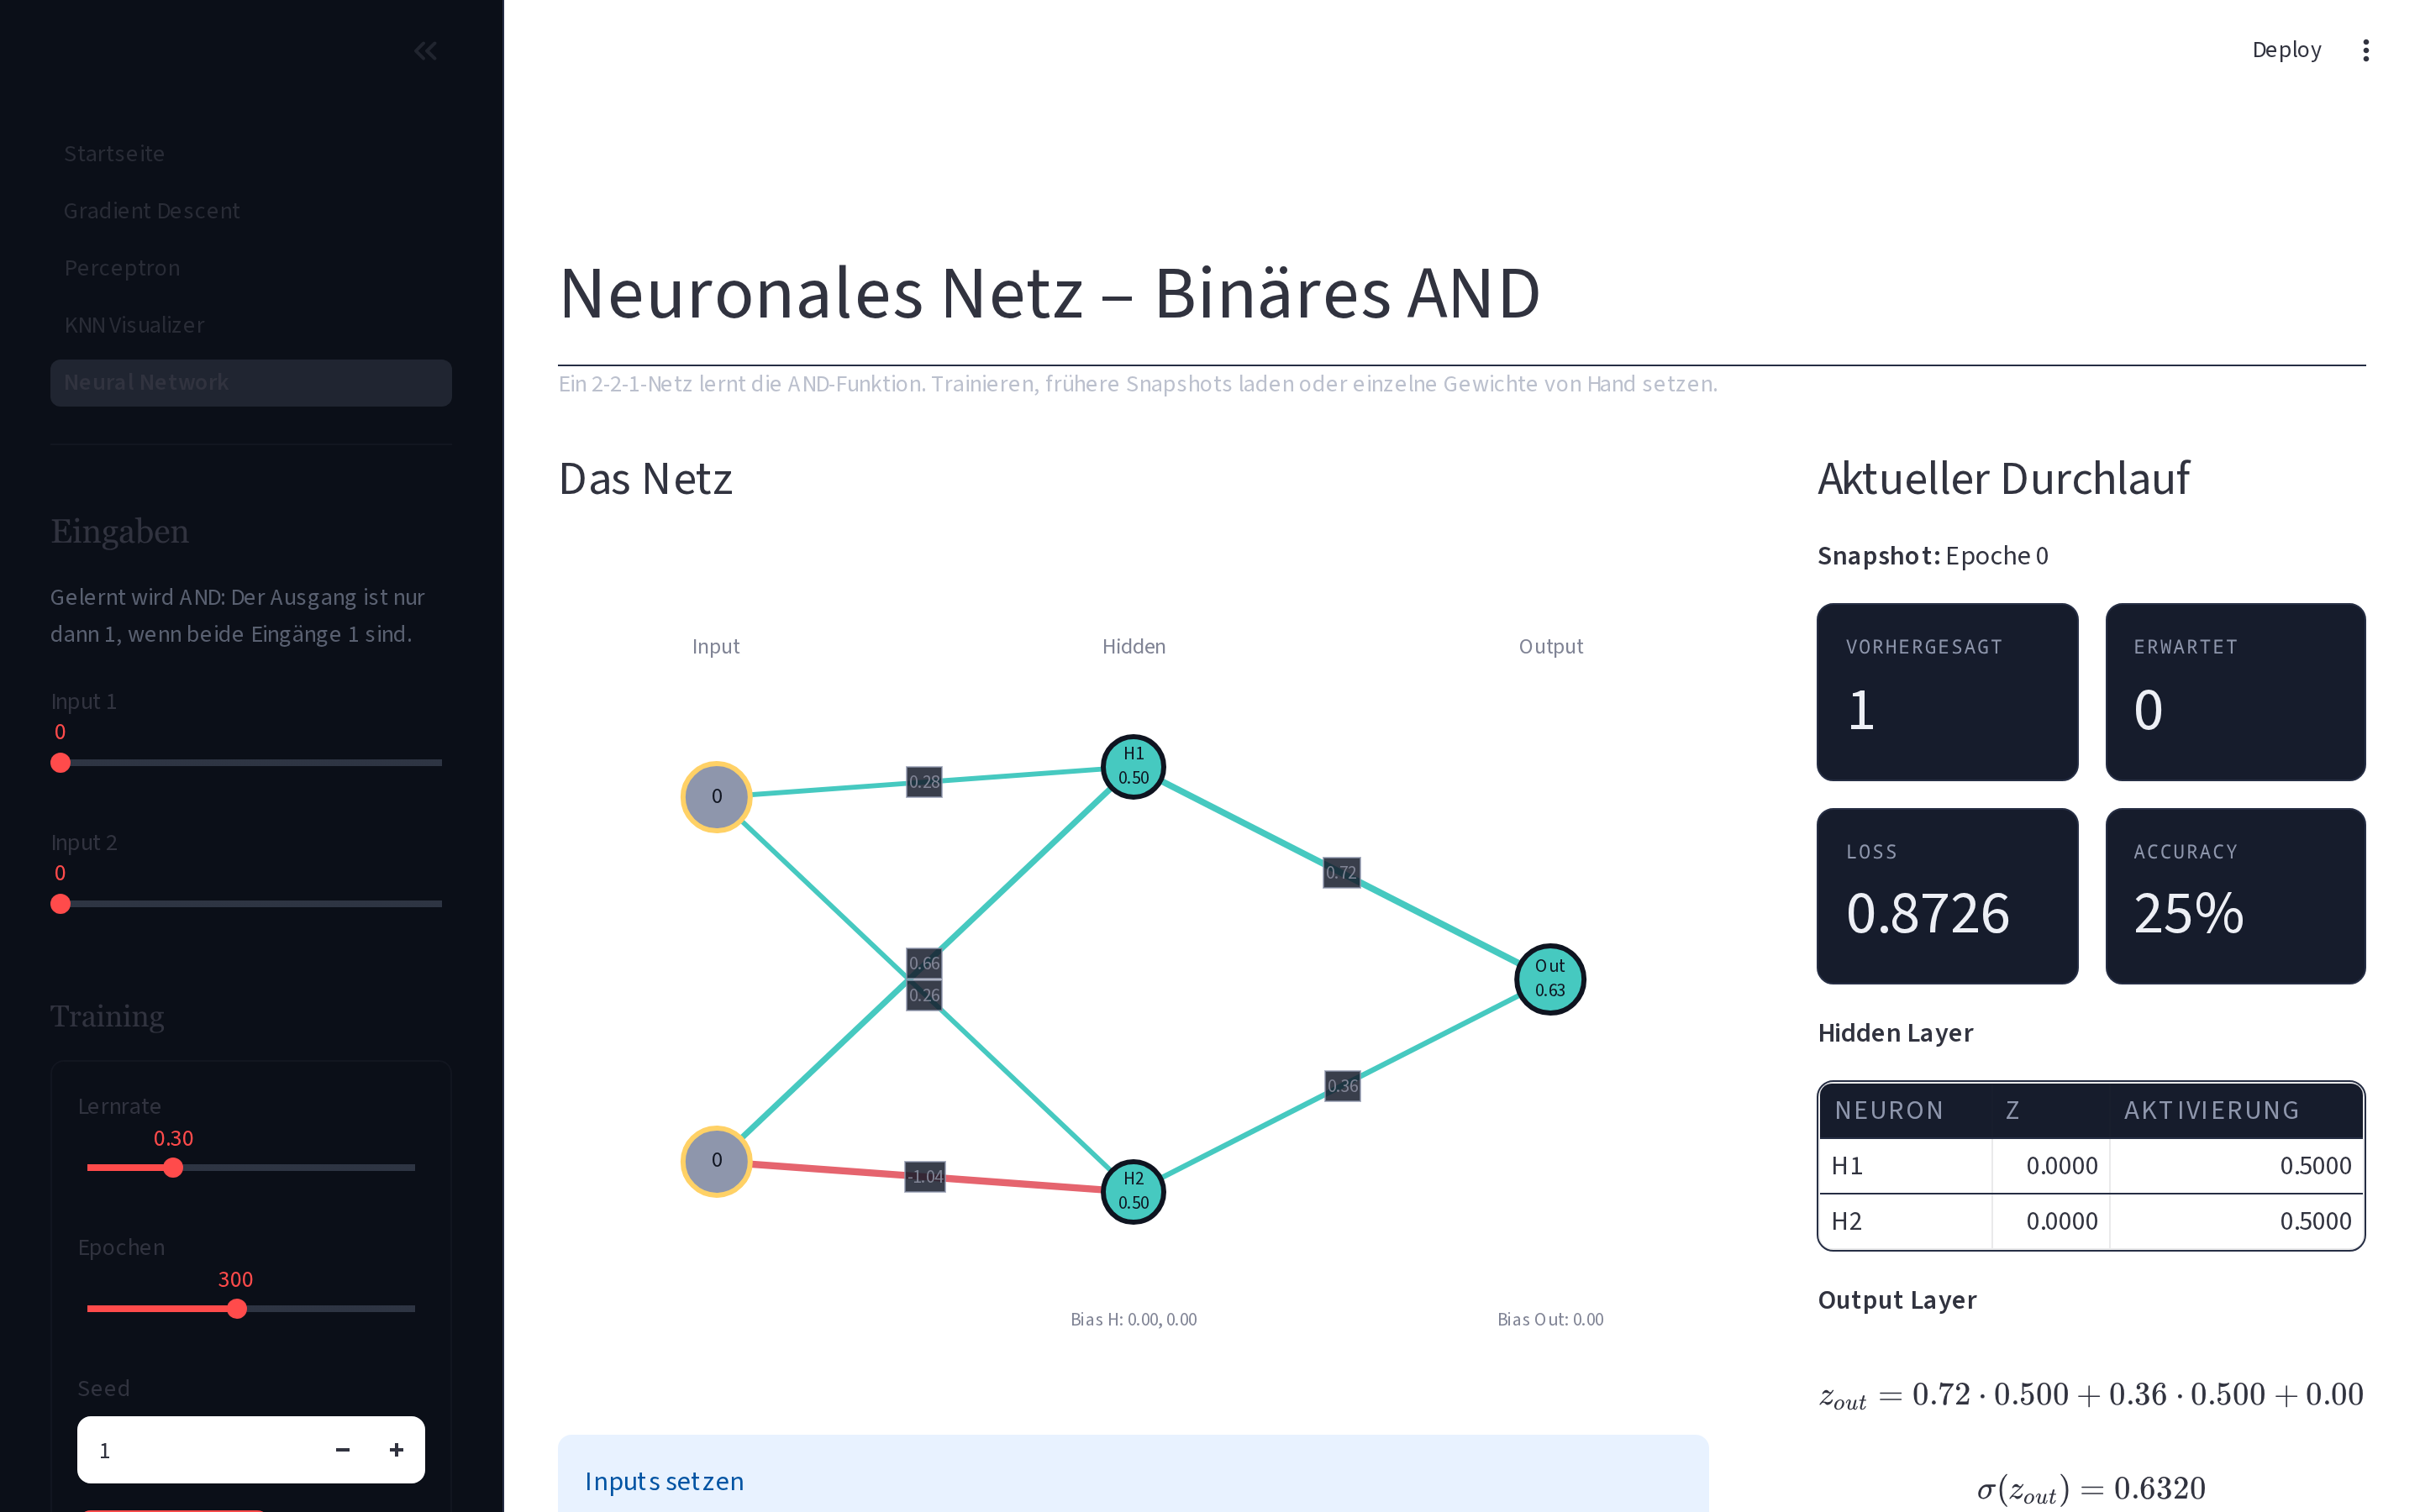 Startseite
Gradient Descent
Perceptron
KNN Visualizer
Neural Network
Eingaben
Gelernt wird AND: Der Ausgang ist nur
dann 1, wenn beide Eingänge 1 sind.
Input 1
0
Input 2
0
Training
Lernrate
0.30
Epochen
300
Seed
1
Deploy
Neuronales Netz – Binäres AND
Ein 2-2-1-Netz lernt die AND-Funktion. Trainieren, frühere Snapshots laden oder einzelne Gewichte von Hand setzen.
Das Netz
Input
Hidden
Output
0
0.28
H1
0.50
0.72
0.66
0.26
Out
0.63
0.36
0
-1.04
H2
0.50
Bias H: 0.00, 0.00
Bias Out: 0.00
Inputs setzen
Aktueller Durchlauf
Snapshot: Epoche 0
VORHERGESAGT
1
ERWARTET
0
LOSS
0.8726
ACCURACY
25%
Hidden Layer
NEURON Z AKTIVIERUNG
H1 0.0000 0.5000
H2 0.0000 0.5000
Output Layer
z_out = 0.72 · 0.500 + 0.36 · 0.500 + 0.00
σ(z_out) = 0.6320